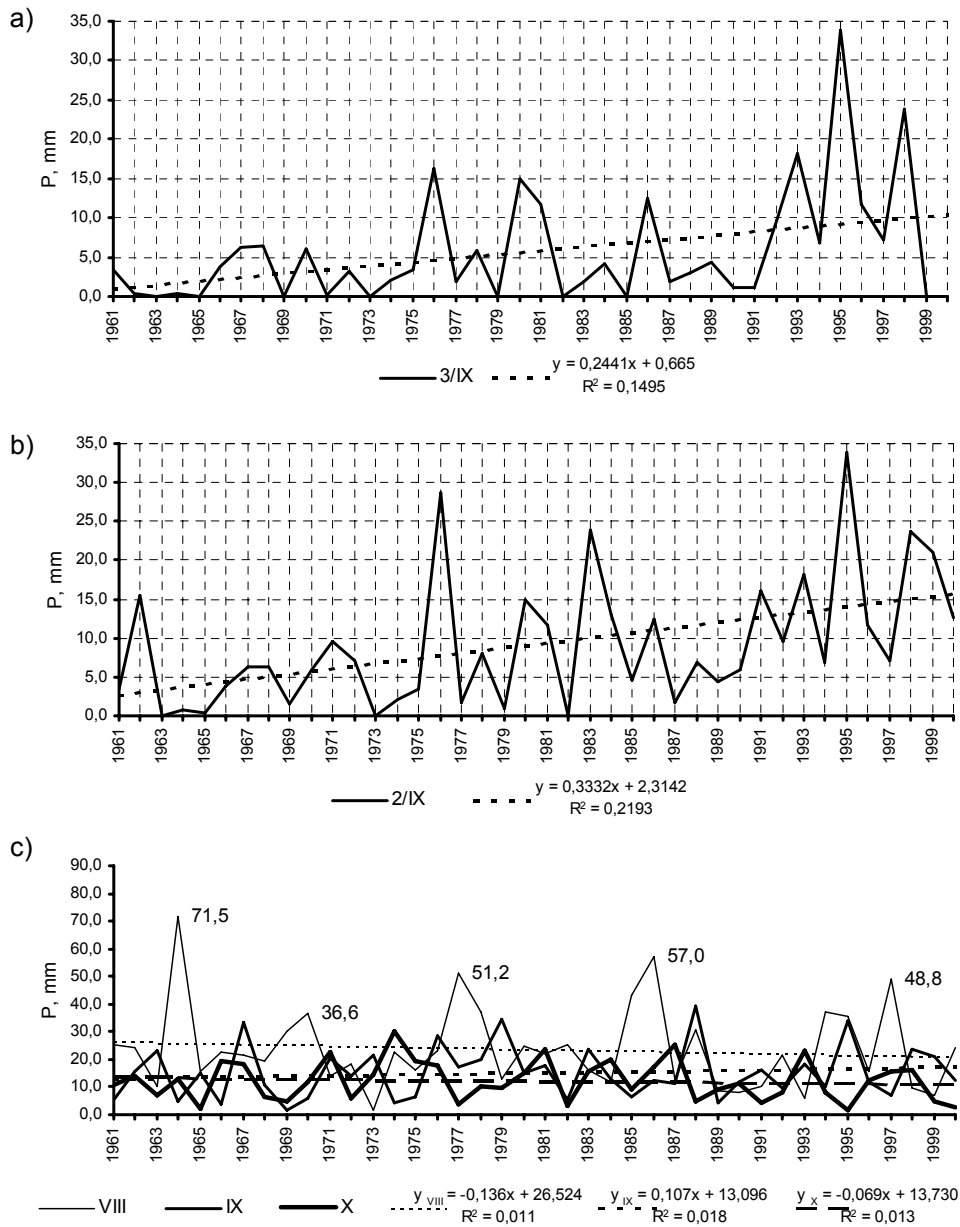 a)
35,0
30,0
25,0
20,0
15,0
10,0
5,0
0,0
P, mm
1961 1963 1965 1967 1969 1971 1973 1975 1977 1979 1981 1983 1985 1987 1989 1991 1993 1995 1997 1999
3/IX y = 0,2441x + 0,665
R² = 0,1495
b)
35,0
30,0
25,0
20,0
15,0
10,0
5,0
0,0
P, mm
1961 1963 1965 1967 1969 1971 1973 1975 1977 1979 1981 1983 1985 1987 1989 1991 1993 1995 1997 1999
2/IX y = 0,3332x + 2,3142
R² = 0,2193
c)
90,0
80,0
70,0
60,0
50,0
40,0
30,0
20,0
10,0
0,0
P, mm
71,5
36,6
51,2
57,0
48,8
1961 1963 1965 1967 1969 1971 1973 1975 1977 1979 1981 1983 1985 1987 1989 1991 1993 1995 1997 1999
VIII IX X y VIII = -0,136x + 26,524 y IX = 0,107x + 13,096 y X = -0,069x + 13,730
R² = 0,011 R² = 0,018 R² = 0,013